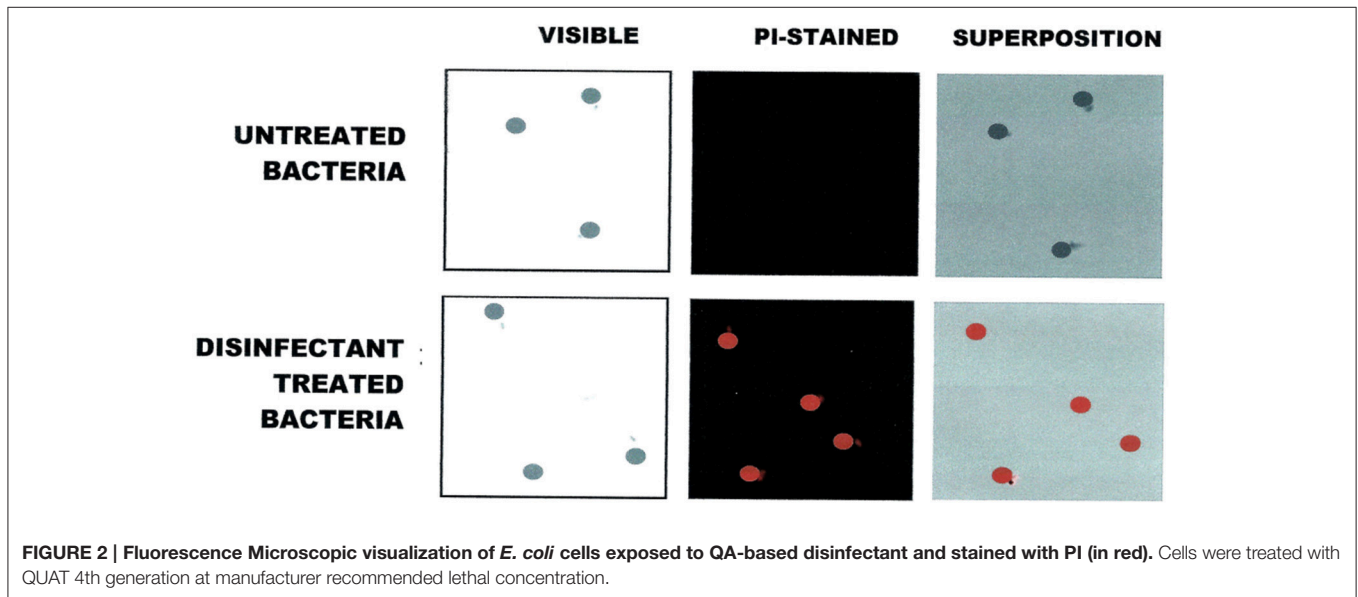 VISIBLE PI-STAINED SUPERPOSITION
UNTREATED
BACTERIA
DISINFECTANT
TREATED
BACTERIA
FIGURE 2 | Fluorescence Microscopic visualization of E. coli cells exposed to QA-based disinfectant and stained with PI (in red). Cells were treated with
QUAT 4th generation at manufacturer recommended lethal concentration.